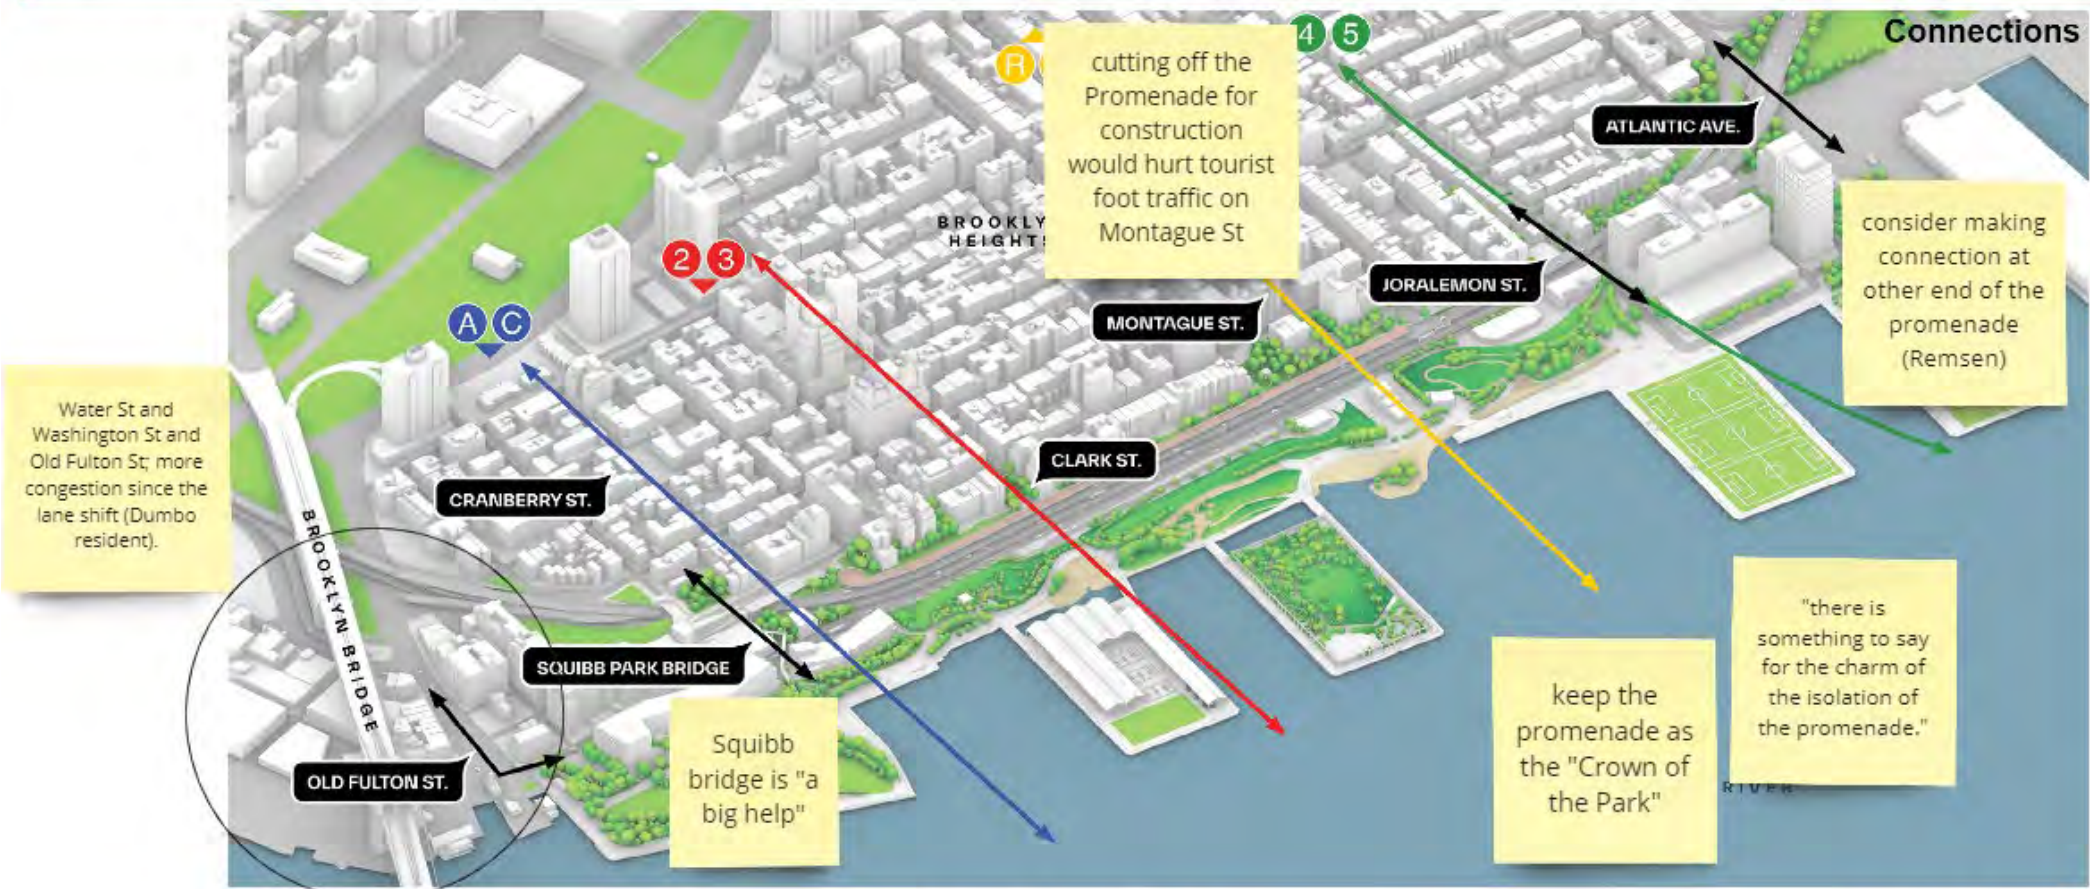 Connections
4 5
R
cutting off the
Promenade for
construction
would hurt tourist
foot traffic on
Montague St
ATLANTIC AVE.
consider making
connection at
other end of the
promenade
(Remsen)
BROOKLY
HEIGHTS
2 3
JORALEMON ST.
MONTAGUE ST.
A C
Water St and
Washington St and
Old Fulton St; more
congestion since the
lane shift (Dumbo
resident).
CLARK ST.
CRANBERRY ST.
BROOKLYN BRIDGE
SQUIBB PARK BRIDGE
OLD FULTON ST.
Squibb
bridge is "a
big help"
keep the
promenade as
the "Crown of
the Park"
"there is
something to say
for the charm of
the isolation of
the promenade."
RIVER